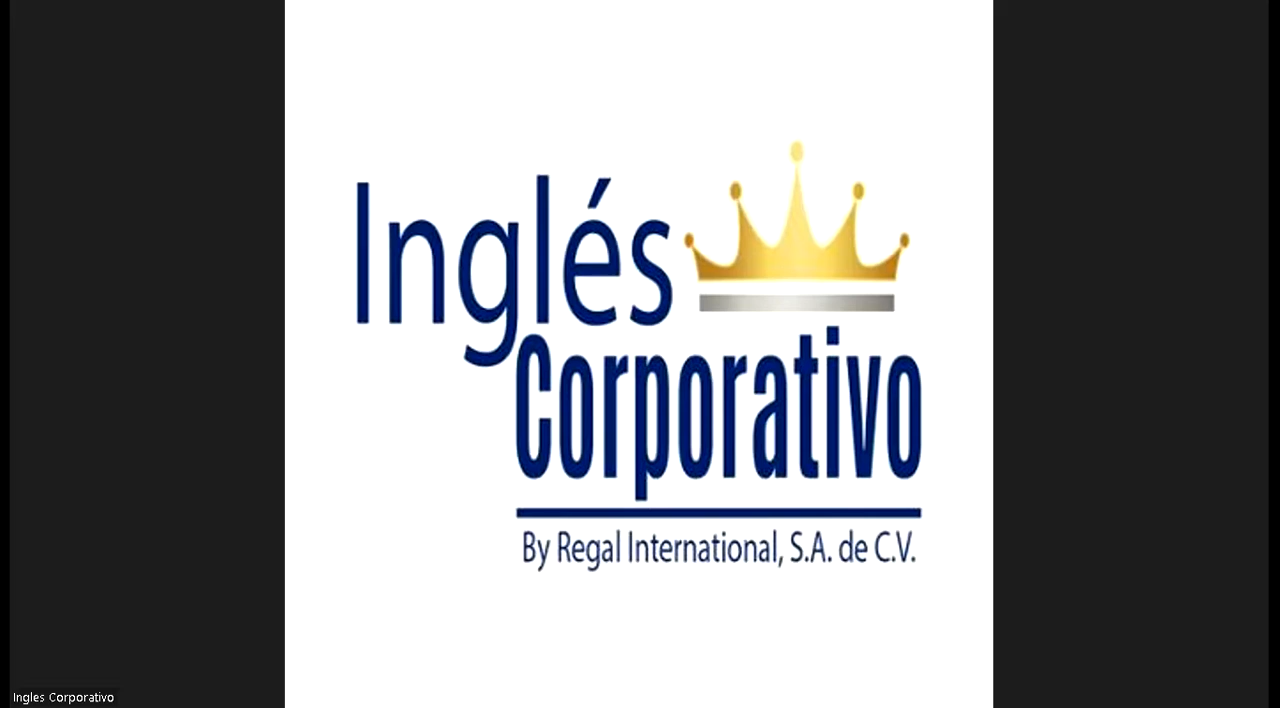 Inglés
Corporativo
By Regal International, S.A. de C.V.
Ingles Corporativo